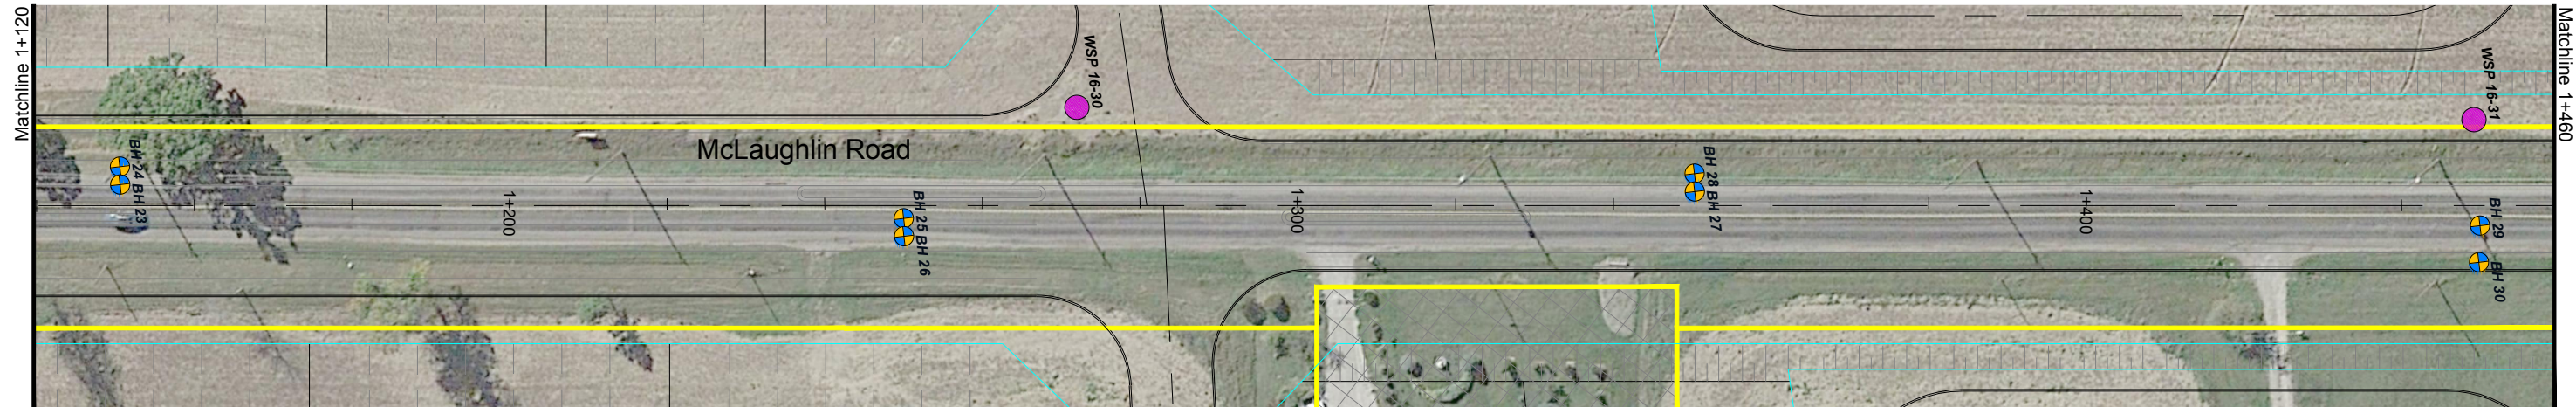 Matchline 1+120
Matchline 1+460
WSP 16-30
WSP 16-31
McLaughlin Road
BH 24 BH 23
1+200
BH 25 BH 26
1+300
BH 28 BH 27
1+400
BH 29
BH 30